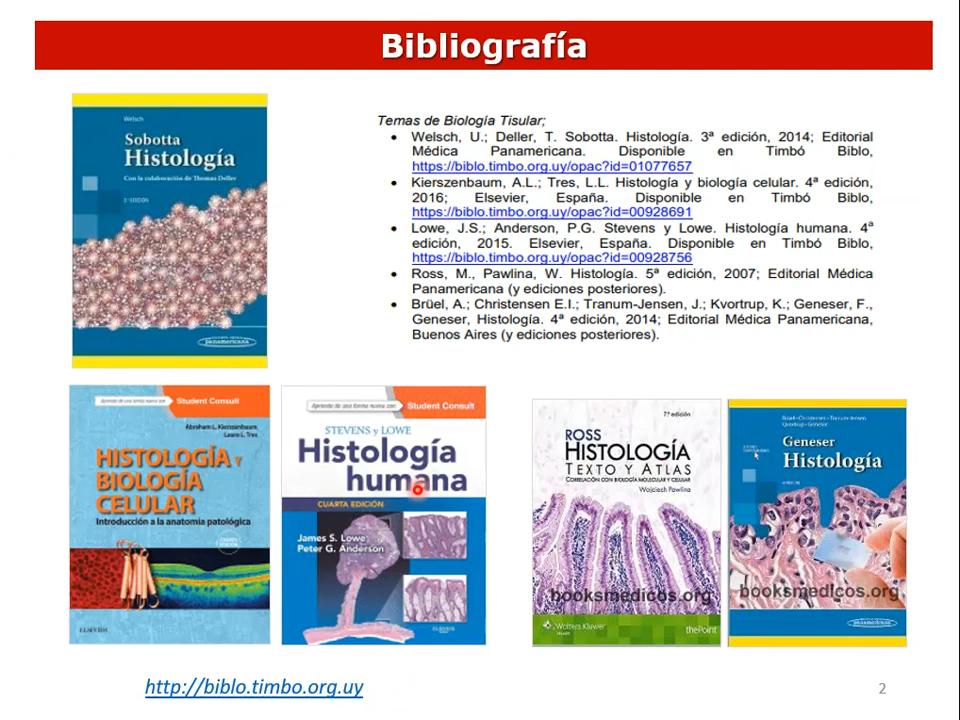 Bibliografía
Welsch
Sobotta
Histología
Con la colaboración de Thomas Deller
3ª EDICIÓN
panamericana
Temas de Biología Tisular;
• Welsch, U.; Deller, T. Sobotta. Histología. 3ª edición, 2014; Editorial
Médica Panamericana. Disponible en Timbó Biblo,
https://biblo.timbo.org.uy/opac?id=01077657
• Kierszenbaum, A.L.; Tres, L.L. Histología y biología celular. 4ª edición,
2016; Elsevier, España. Disponible en Timbó Biblo,
https://biblo.timbo.org.uy/opac?id=00928691
• Lowe, J.S.; Anderson, P.G. Stevens y Lowe. Histología humana. 4ª
edición, 2015. Elsevier, España. Disponible en Timbó Biblo,
https://biblo.timbo.org.uy/opac?id=00928756
• Ross, M., Pawlina, W. Histología. 5ª edición, 2007; Editorial Médica
Panamericana (y ediciones posteriores).
• Brüel, A.; Christensen E.I.; Tranum-Jensen, J.; Kvortrup, K.; Geneser, F.,
Geneser, Histología. 4ª edición, 2014; Editorial Médica Panamericana,
Buenos Aires (y ediciones posteriores).
Aprende de una forma nueva con
Student Consult
Abraham L. Kierszenbaum
Laura L. Tres
HISTOLOGÍA Y
BIOLOGÍA
CELULAR
Introducción a la anatomía patológica
ELSEVIER
Aprende de una forma nueva con
Student Consult
STEVENS y LOWE
Histología
humana
CUARTA EDICIÓN
James S. Lowe
Peter G. Anderson
ELSEVIER
7ª edición
ROSS
HISTOLOGÍA
TEXTO Y ATLAS
CORRELACIÓN CON BIOLOGÍA MOLECULAR Y CELULAR
Wojciech Pawlina
booksmedicos.org
Wolters Kluwer
Health
thePoint
Brüel · Christensen · Tranum-Jensen
Qvortrup · Geneser
Geneser
Histología
booksmedicos.org
panamericana
http://biblo.timbo.org.uy
2